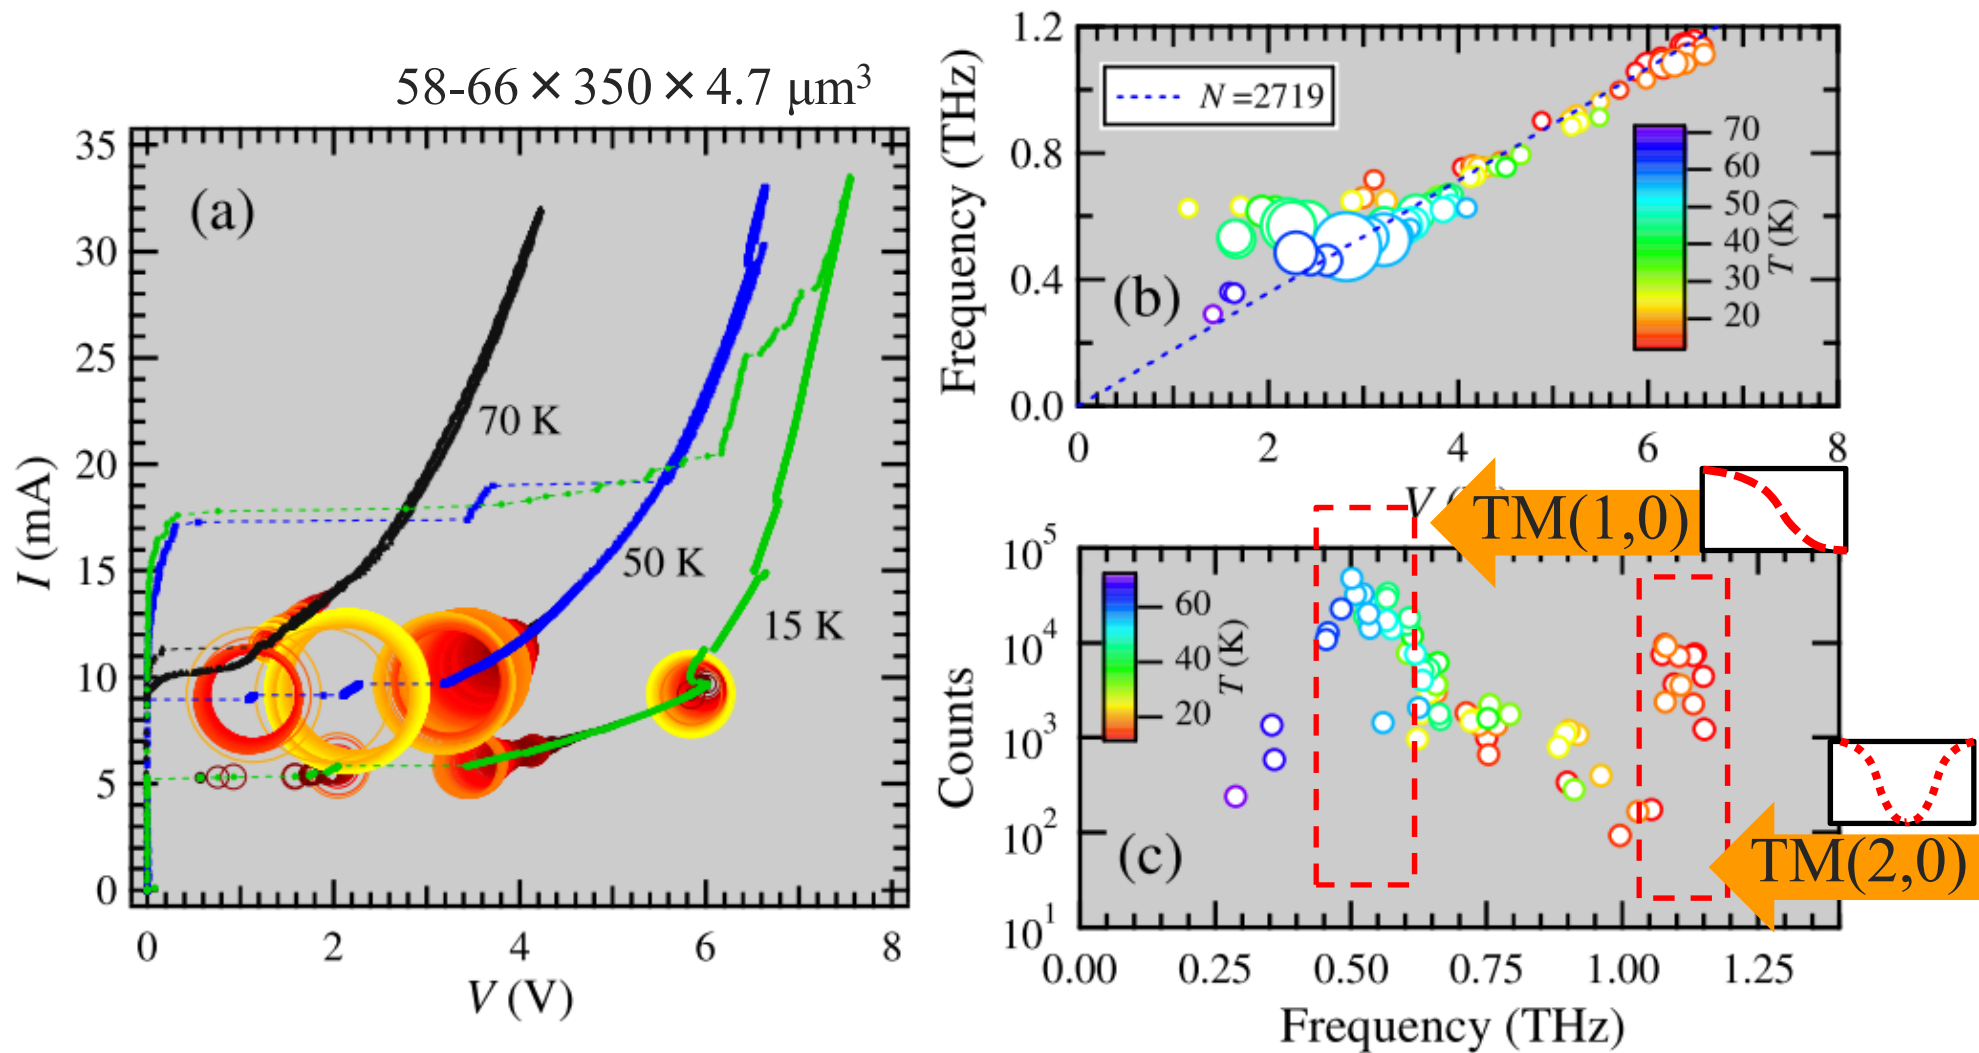 58-66 × 350 × 4.7 μm³
(a)
35
30
25
20
15
10
5
0
I (mA)
70 K
50 K
15 K
0 2 4 6 8
V (V)
1.2
0.8
0.4
0.0
Frequency (THz)
N =2719
(b)
70
60
50
40
30
20
T (K)
0 2 4 6 8
V
TM(1,0)
10⁵
10⁴
10³
10²
10¹
Counts
60
40
20
T (K)
(c)
TM(2,0)
0.00 0.25 0.50 0.75 1.00 1.25
Frequency (THz)